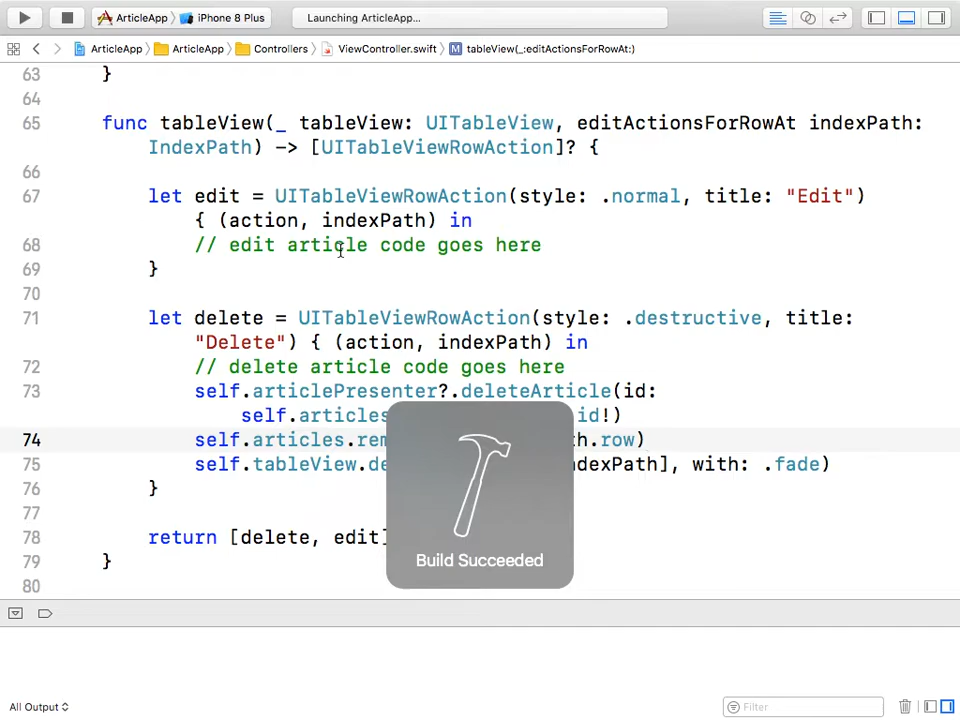 ArticleApp iPhone 8 Plus Launching ArticleApp...
ArticleApp ArticleApp Controllers ViewController.swift M tableView(_:editActionsForRowAt:)
63 }
64
65 func tableView(_ tableView: UITableView, editActionsForRowAt indexPath:
IndexPath) -> [UITableViewRowAction]? {
66
67 let edit = UITableViewRowAction(style: .normal, title: "Edit")
{ (action, indexPath) in
68 // edit article code goes here
69 }
70
71 let delete = UITableViewRowAction(style: .destructive, title:
"Delete") { (action, indexPath) in
72 // delete article code goes here
73 self.articlePresenter?.deleteArticle(id:
self.articles id!)
74 self.articles.rem th.row)
75 self.tableView.de ndexPath], with: .fade)
76 }
77
78 return [delete, edit]
79 }
80
Build Succeeded
All Output Filter